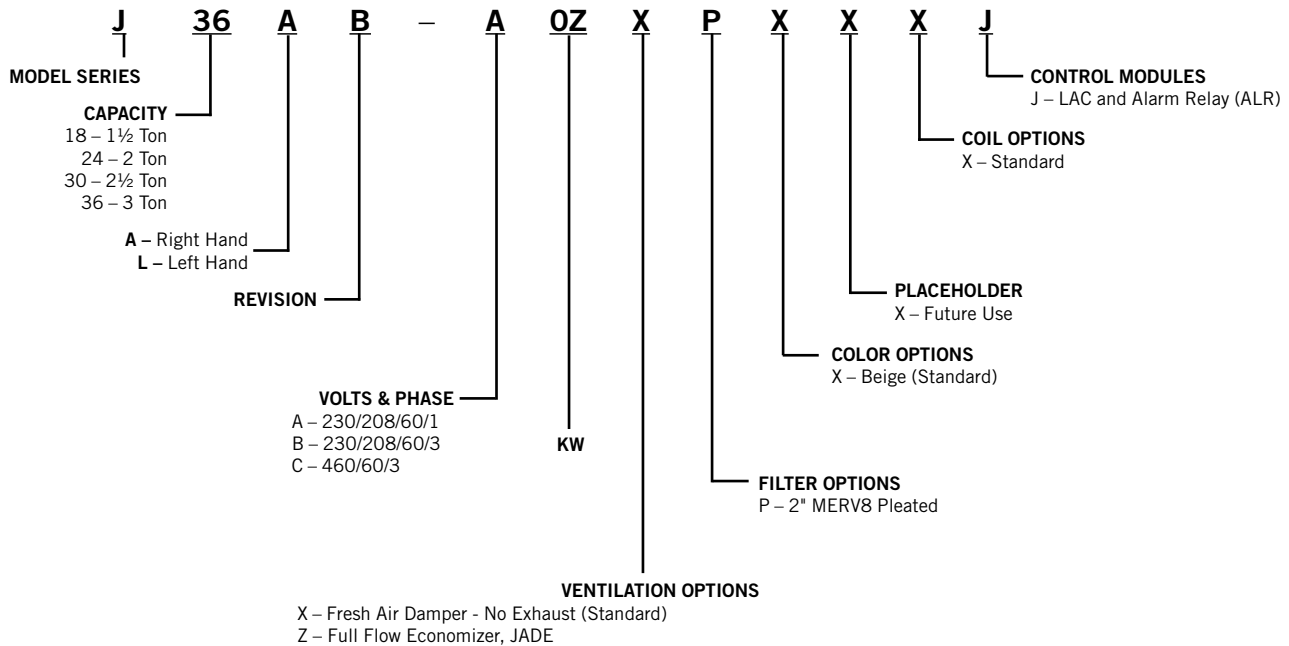 J 36 A B – A 0Z X P X X X J
MODEL SERIES
CAPACITY
18 – 1½ Ton
24 – 2 Ton
30 – 2½ Ton
36 – 3 Ton
A – Right Hand
L – Left Hand
REVISION
VOLTS & PHASE
A – 230/208/60/1
B – 230/208/60/3
C – 460/60/3
KW
VENTILATION OPTIONS
X – Fresh Air Damper - No Exhaust (Standard)
Z – Full Flow Economizer, JADE
FILTER OPTIONS
P – 2" MERV8 Pleated
COLOR OPTIONS
X – Beige (Standard)
PLACEHOLDER
X – Future Use
COIL OPTIONS
X – Standard
CONTROL MODULES
J – LAC and Alarm Relay (ALR)